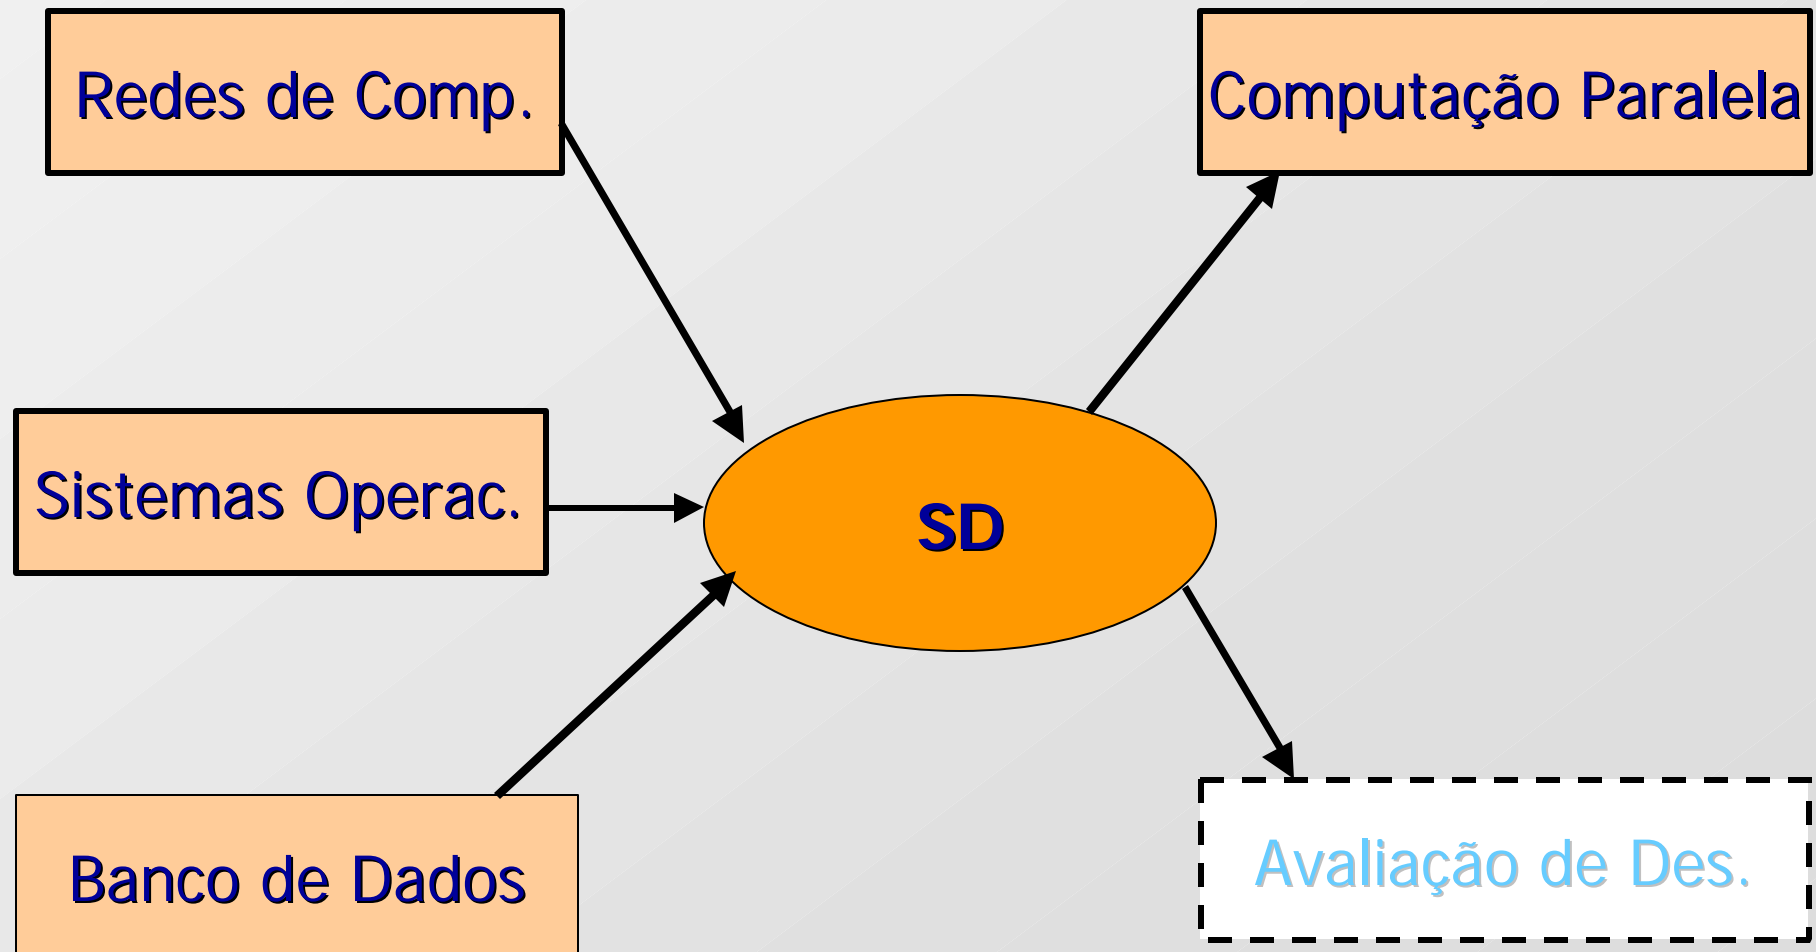 Redes de Comp.
Computação Paralela
Sistemas Operac.
SD
Banco de Dados
Avaliação de Des.